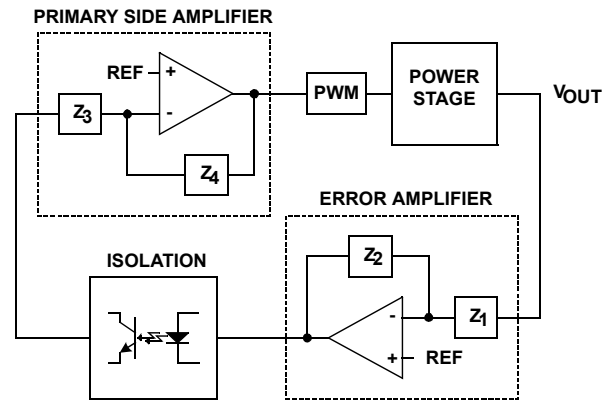 PRIMARY SIDE AMPLIFIER
REF
+
-
Z3
Z4
PWM
POWER
STAGE
VOUT
ERROR AMPLIFIER
Z2
Z1
-
+
REF
ISOLATION